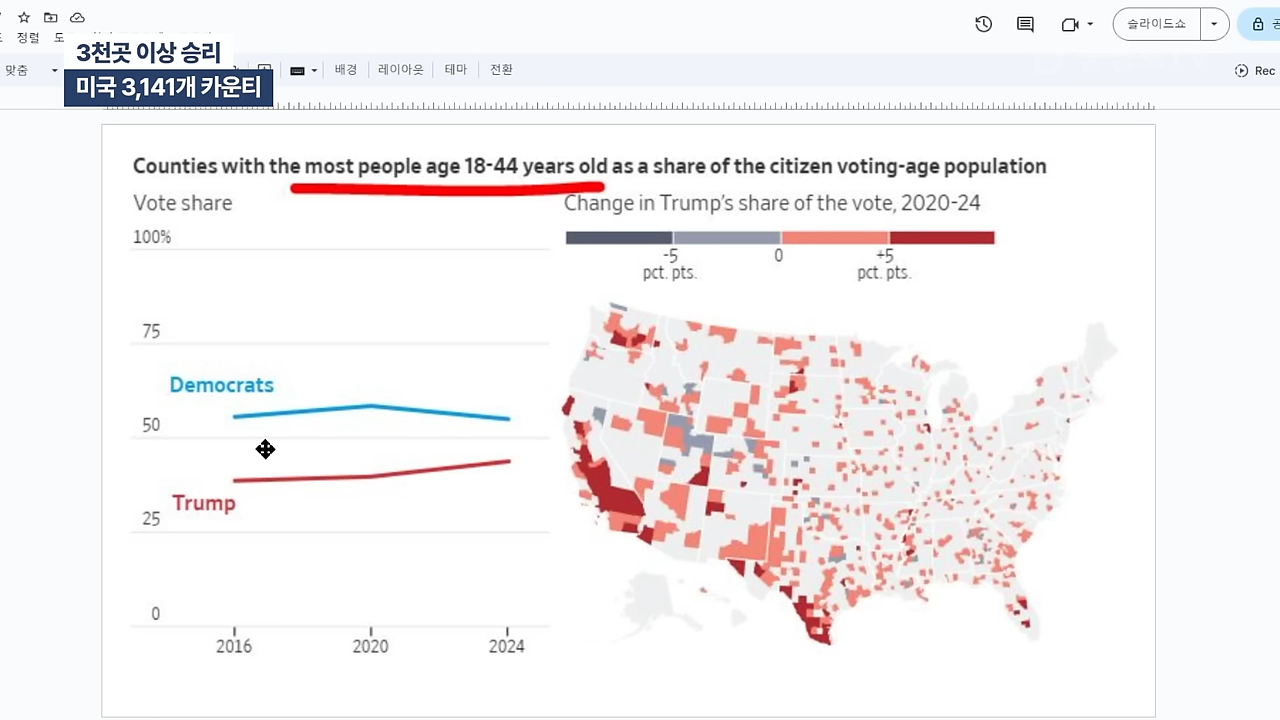 슬라이드쇼
정렬
3천곳 이상 승리
미국 3,141개 카운티
맞춤
배경
레이아웃
테마
전환
Rec
Counties with the most people age 18-44 years old as a share of the citizen voting-age population
Vote share
Change in Trump's share of the vote, 2020-24
100%
75
50
25
0
Democrats
Trump
2016
2020
2024
-5
pct. pts.
0
+5
pct. pts.